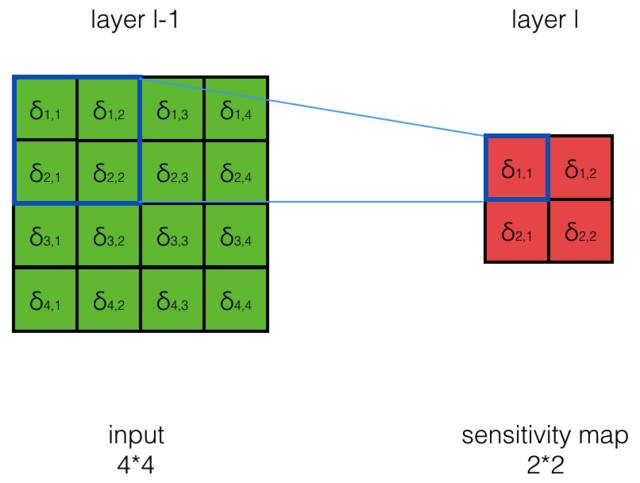 layer l-1
layer l
δ1,1 δ1,2 δ1,3 δ1,4
δ2,1 δ2,2 δ2,3 δ2,4
δ3,1 δ3,2 δ3,3 δ3,4
δ4,1 δ4,2 δ4,3 δ4,4
δ1,1 δ1,2
δ2,1 δ2,2
input
4*4
sensitivity map
2*2